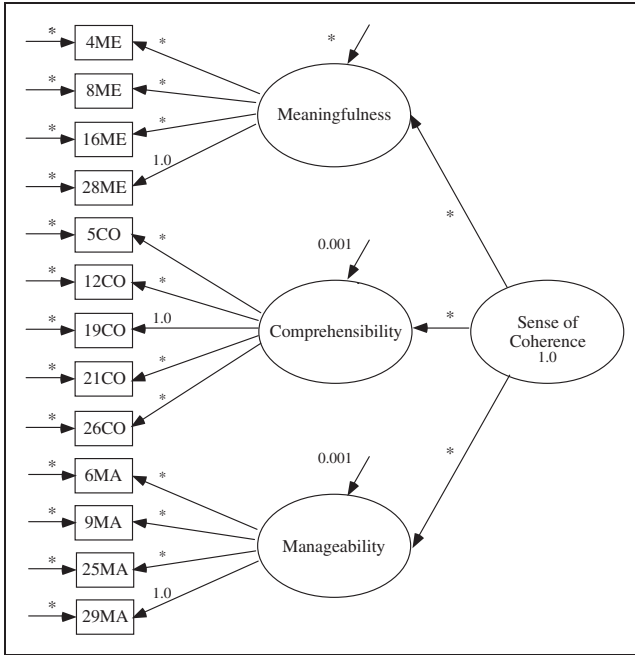 * 4ME *
*
* 8ME *
* 16ME *
* 28ME 1.0
Meaningfulness
*
* 5CO *
0.001
* 12CO *
* 19CO 1.0
Comprehensibility
*
Sense of
Coherence
1.0
* 21CO *
* 26CO *
*
* 6MA *
0.001
* 9MA *
* 25MA *
Manageability
* 29MA 1.0